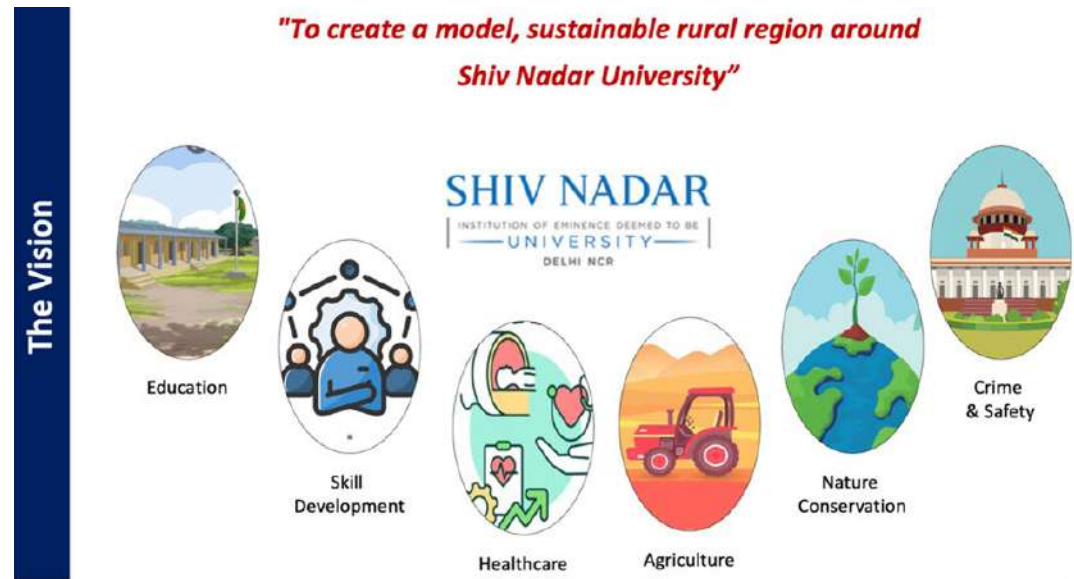 The Vision
"To create a model, sustainable rural region around
Shiv Nadar University”
SHIV NADAR
INSTITUTION OF EMINENCE DEEMED TO BE
UNIVERSITY
DELHI NCR
Education
Skill
Development
Healthcare
Agriculture
Nature
Conservation
Crime
& Safety